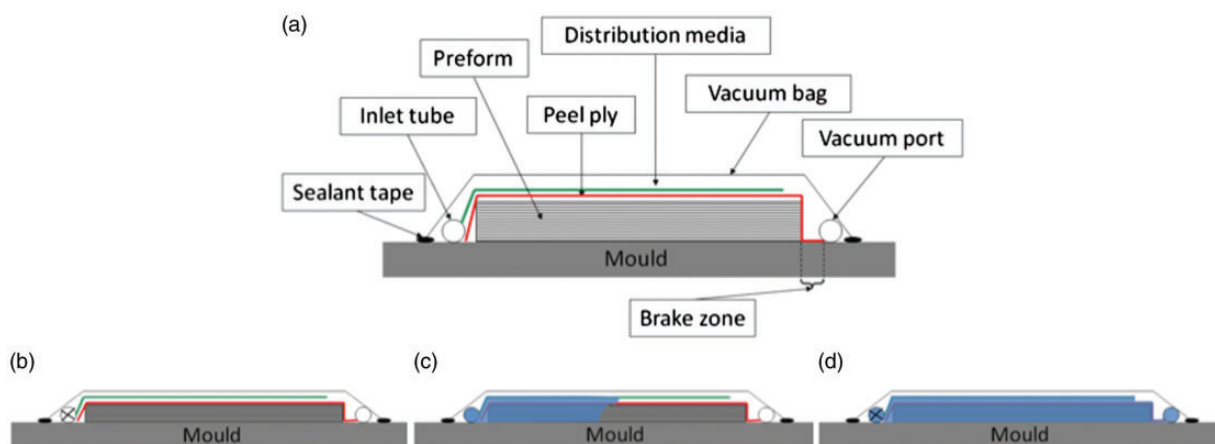 (a)
Distribution media
Preform
Vacuum bag
Inlet tube
Peel ply
Vacuum port
Sealant tape
Mould
Brake zone
(b)
(c)
(d)
Mould
Mould
Mould